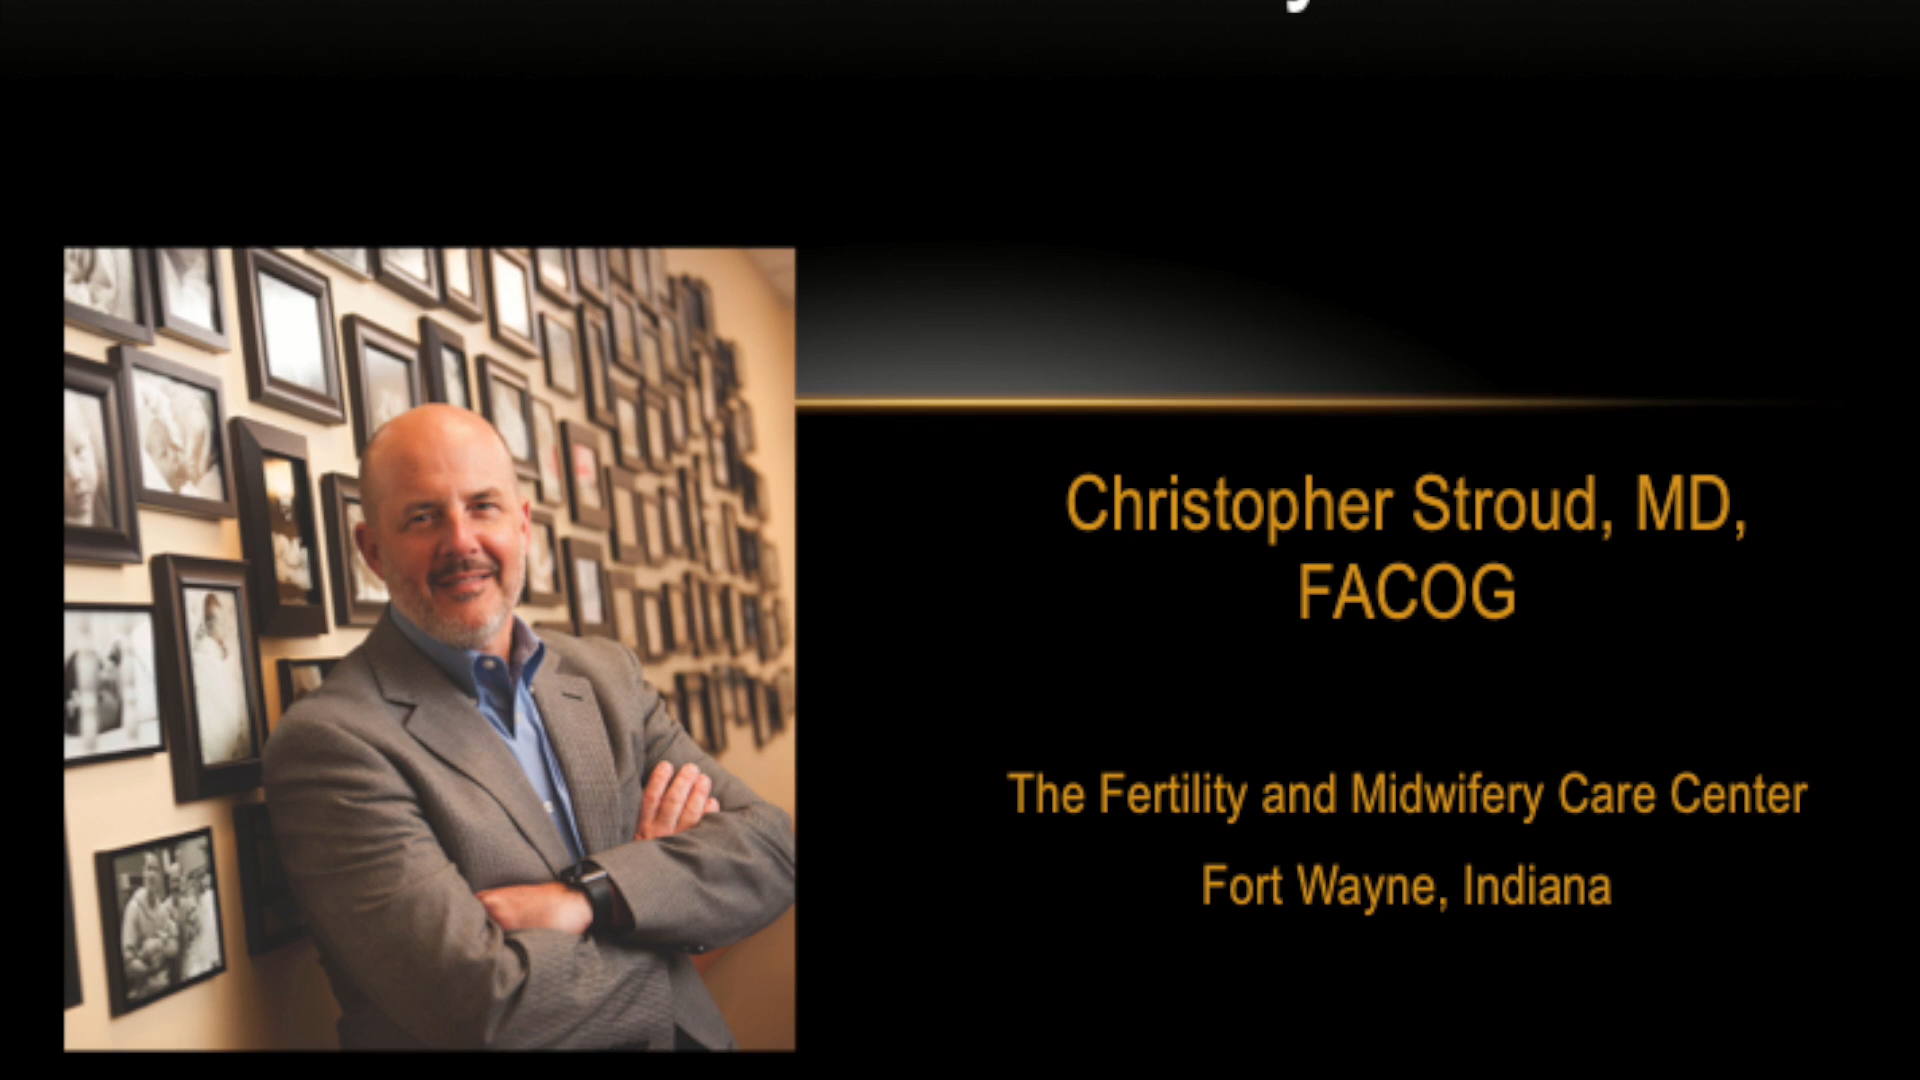 Christopher Stroud, MD,
FACOG
The Fertility and Midwifery Care Center
Fort Wayne, Indiana